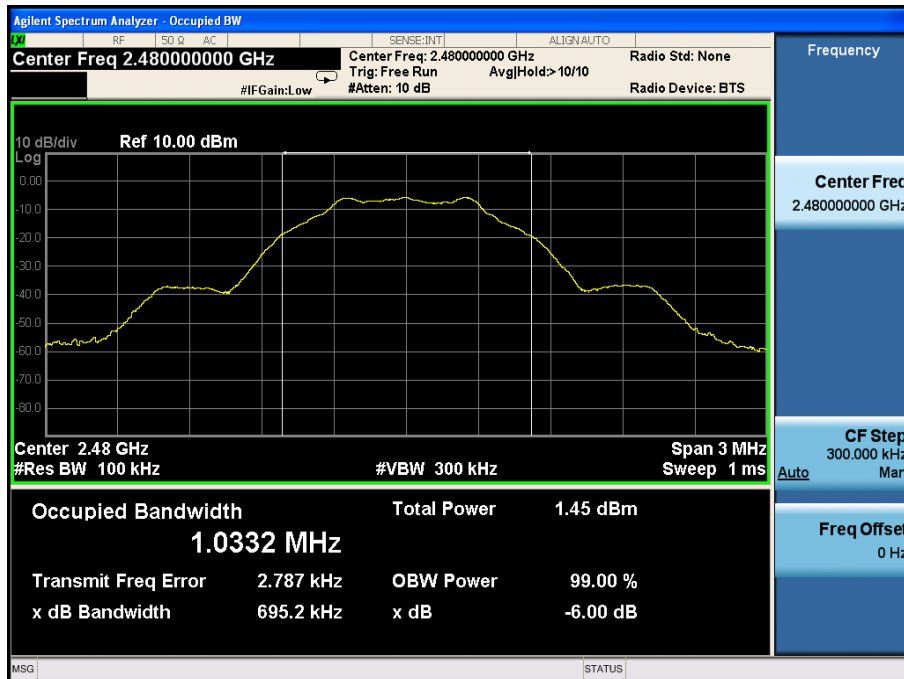 Agilent Spectrum Analyzer - Occupied BW
LXI RF 50 Ω AC SENSE:INT ALIGN AUTO
Center Freq 2.480000000 GHz
Center Freq: 2.480000000 GHz Radio Std: None
Trig: Free Run Avg|Hold:> 10/10
#IFGain:Low #Atten: 10 dB Radio Device: BTS
10 dB/div Ref 10.00 dBm
Log
0.00
-10.0
-20.0
-30.0
-40.0
-50.0
-60.0
-70.0
-80.0
Center 2.48 GHz Span 3 MHz
#Res BW 100 kHz #VBW 300 kHz Sweep 1 ms
Occupied Bandwidth Total Power 1.45 dBm
1.0332 MHz
Transmit Freq Error 2.787 kHz OBW Power 99.00 %
x dB Bandwidth 695.2 kHz x dB -6.00 dB
MSG STATUS
Frequency
Center Freq
2.480000000 GHz
CF Step
300.000 kHz
Auto Man
Freq Offset
0 Hz